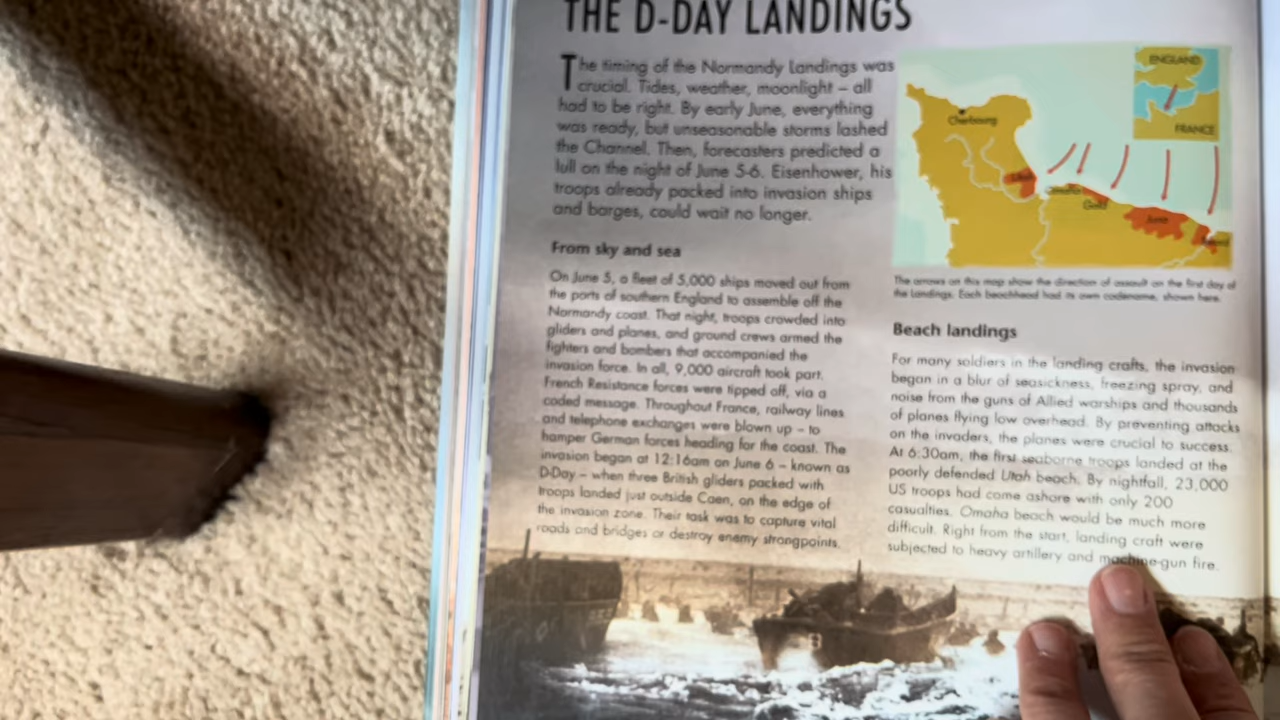 THE D-DAY LANDINGS
The timing of the Normandy Landings was
crucial. Tides, weather, moonlight – all
had to be right. By early June, everything
was ready, but unseasonable storms lashed
the Channel. Then, forecasters predicted a
lull on the night of June 5-6. Eisenhower, his
troops already packed into invasion ships
and barges, could wait no longer.
From sky and sea
On June 5, a fleet of 5,000 ships moved out from
the ports of southern England to assemble off the
Normandy coast. That night, troops crowded into
gliders and planes, and ground crews armed the
fighters and bombers that accompanied the
invasion force. In all, 9,000 aircraft took part.
French Resistance forces were tipped off, via a
coded message. Throughout France, railway lines
and telephone exchanges were blown up – to
hamper German forces heading for the coast. The
invasion began at 12:16am on June 6 – known as
D-Day – when three British gliders packed with
troops landed just outside Caen, on the edge of
the invasion zone. Their task was to capture vital
roads and bridges or destroy enemy strongpoints.
ENGLAND
FRANCE
Cherbourg
Utah
Omaha
Gold
Juno
Sword
The arrows on this map show the direction of assault on the first day of
the Landings. Each beachhead had its own codename, shown here.
Beach landings
For many soldiers in the landing crafts, the invasion
began in a blur of seasickness, freezing spray, and
noise from the guns of Allied warships and thousands
of planes flying low overhead. By preventing attacks
on the invaders, the planes were crucial to success.
At 6:30am, the first seaborne troops landed at the
poorly defended Utah beach. By nightfall, 23,000
US troops had come ashore with only 200
casualties. Omaha beach would be much more
difficult. Right from the start, landing craft were
subjected to heavy artillery and machine-gun fire.